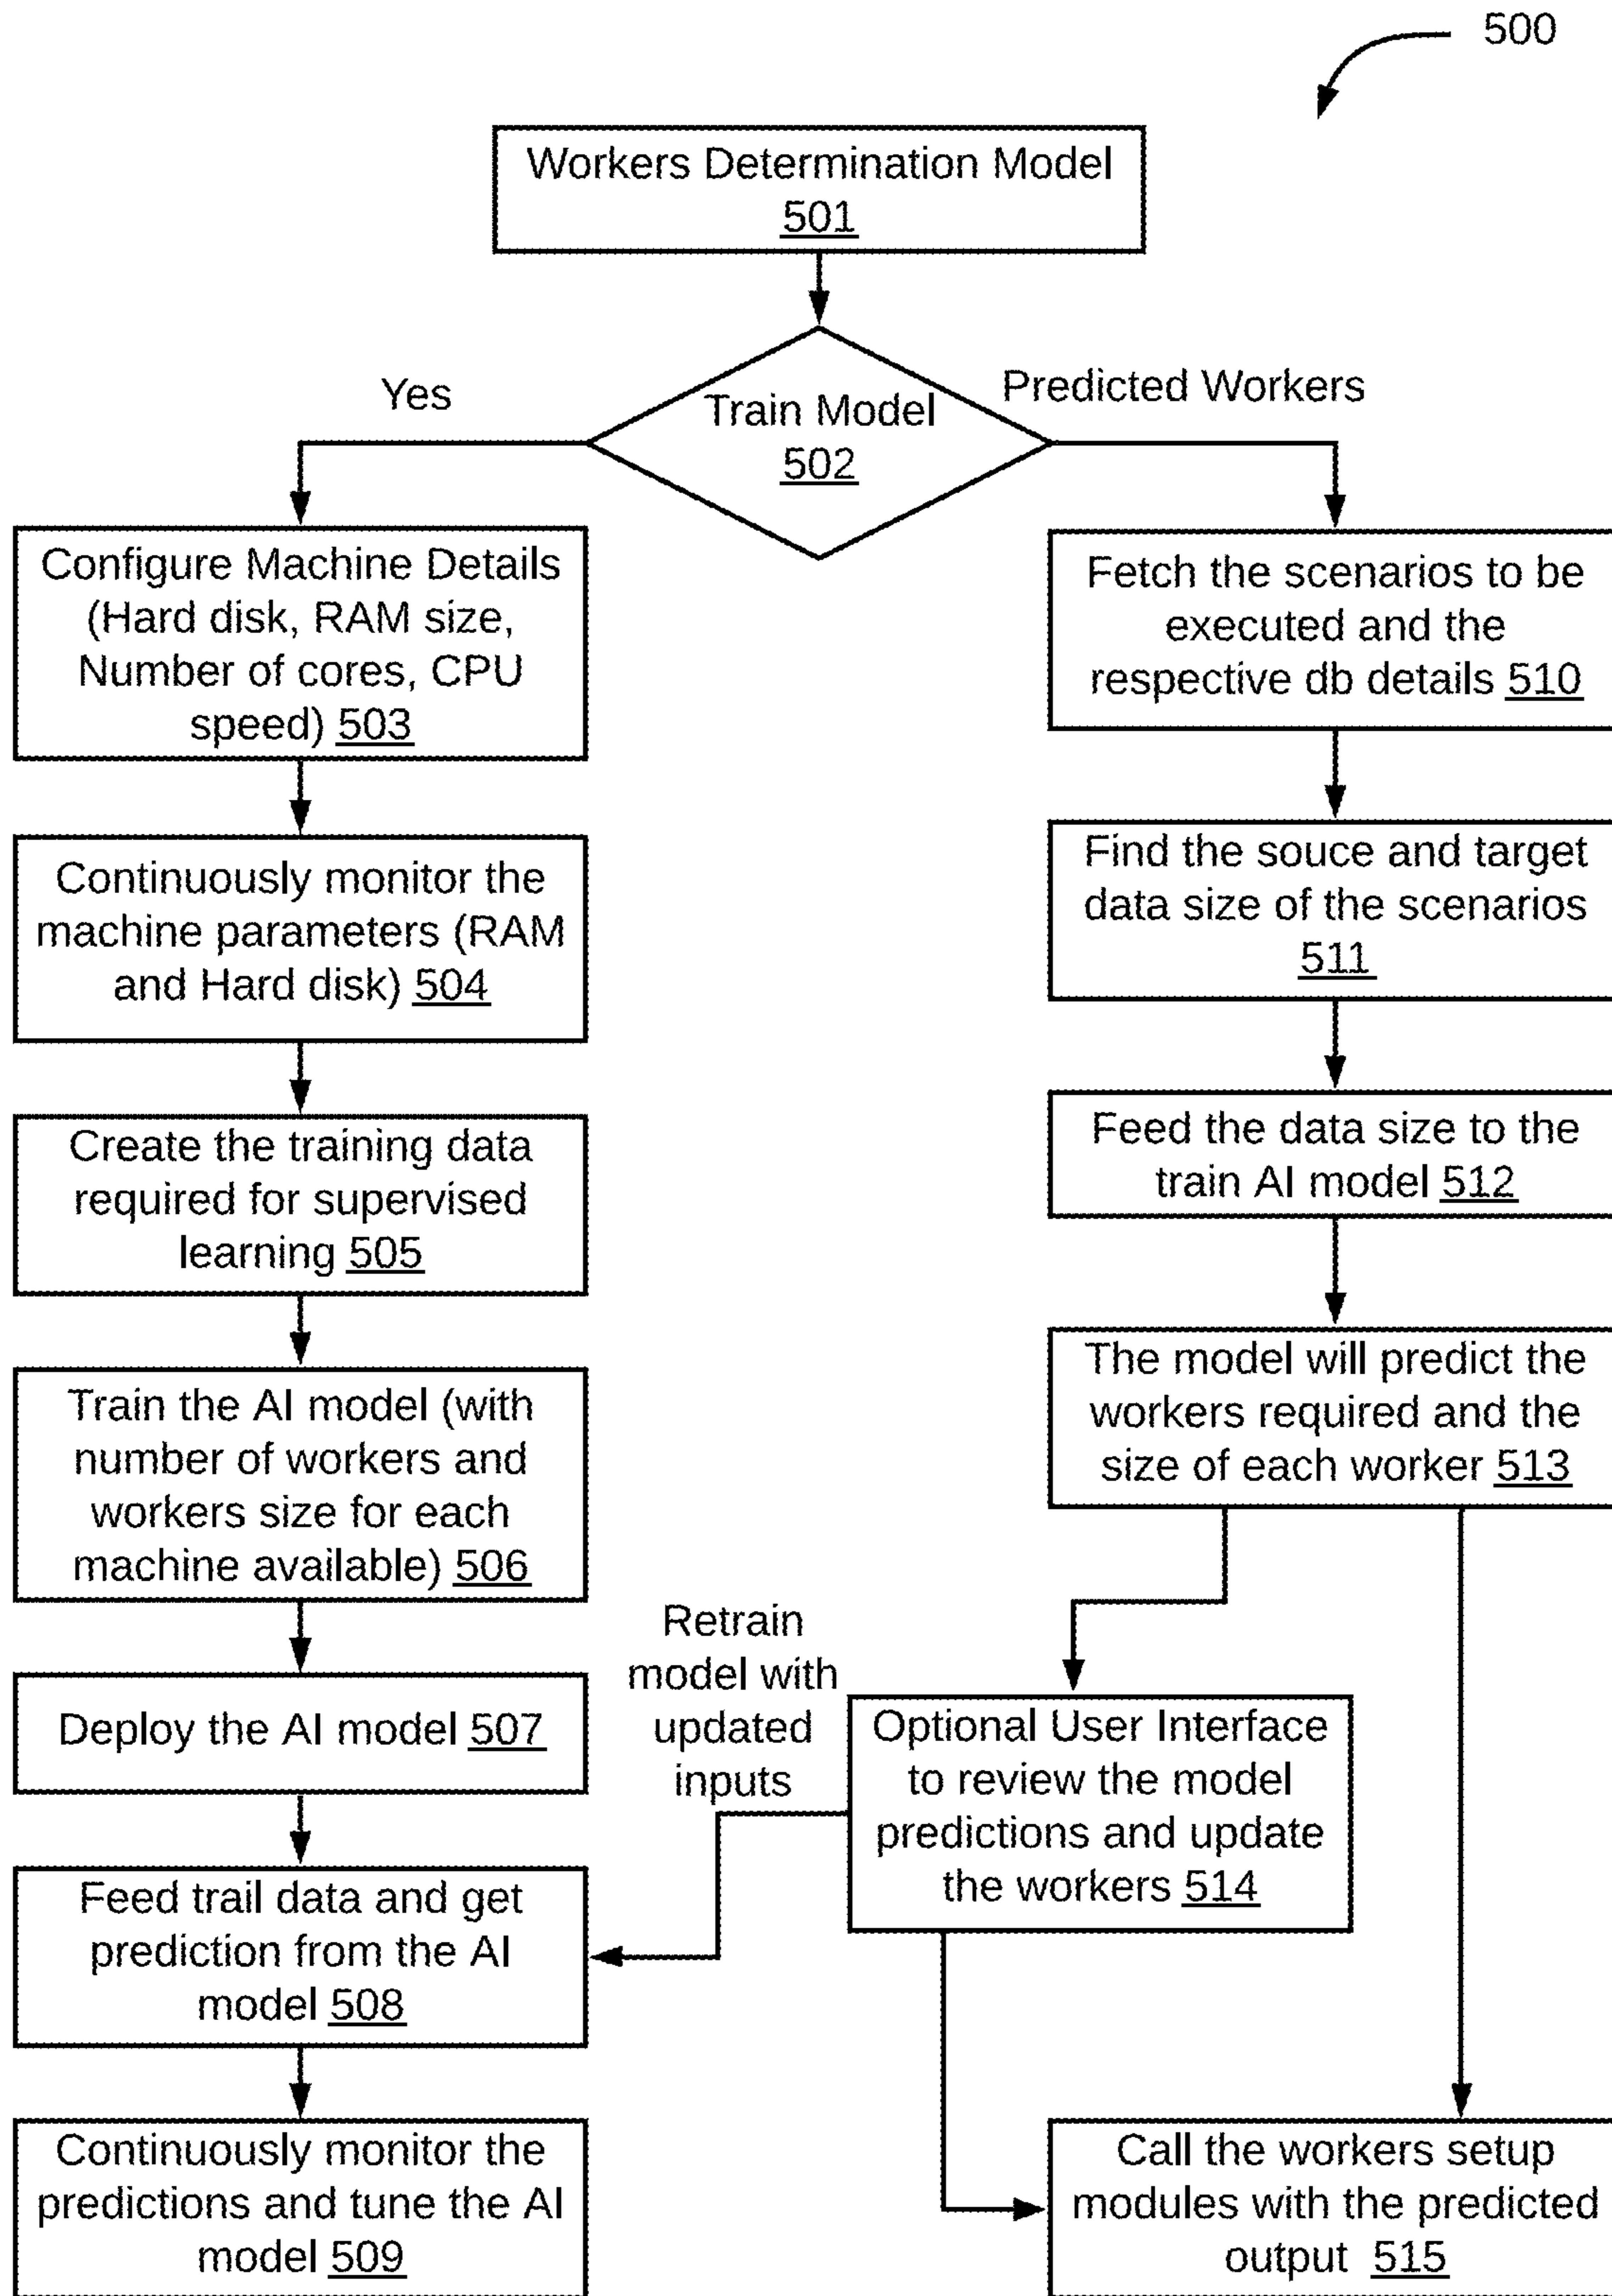 500
Workers Determination Model
501
Yes
Train Model
502
Predicted Workers
Configure Machine Details
(Hard disk, RAM size,
Number of cores, CPU
speed) 503
Continuously monitor the
machine parameters (RAM
and Hard disk) 504
Create the training data
required for supervised
learning 505
Train the AI model (with
number of workers and
workers size for each
machine available) 506
Deploy the AI model 507
Feed trail data and get
prediction from the AI
model 508
Continuously monitor the
predictions and tune the AI
model 509
Fetch the scenarios to be
executed and the
respective db details 510
Find the souce and target
data size of the scenarios
511
Feed the data size to the
train AI model 512
The model will predict the
workers required and the
size of each worker 513
Retrain
model with
updated
inputs
Optional User Interface
to review the model
predictions and update
the workers 514
Call the workers setup
modules with the predicted
output 515